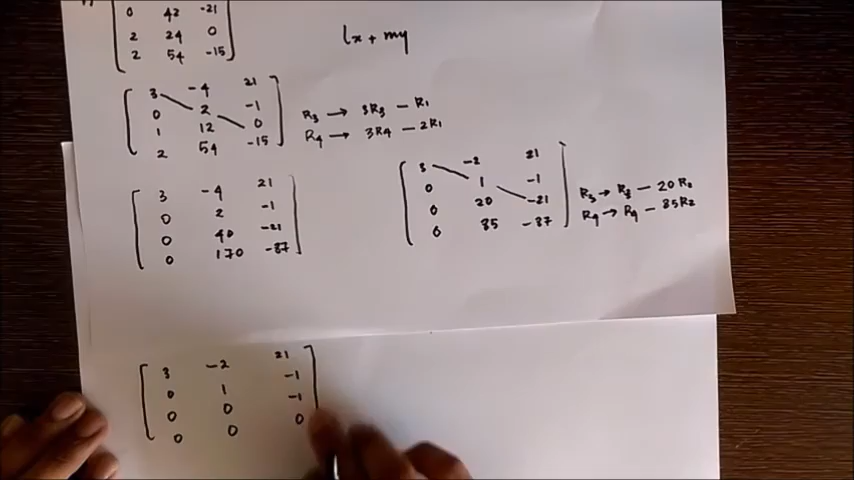 0 42 -21
2 24 0
2 54 -15
lx + my
3 -4 21
0 2 -1
1 12 0
2 54 -15
R3 → 3R3 - R1
R4 → 3R4 - 2R1
3 -4 21
0 2 -1
0 40 -21
0 170 -87
3 -2 21
0 1 -1
0 20 -21
0 85 -87
R3 → R3 - 20R2
R4 → R4 - 85R2
3 -2 21
0 1 -1
0 0 -1
0 0 0